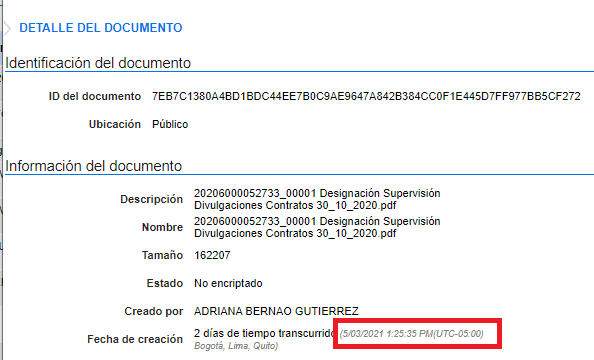 DETALLE DEL DOCUMENTO
Identificación del documento
ID del documento 7EB7C1380A4BD1BDC44EE7B0C9AE9647A842B384CC0F1E445D7FF977BB5CF272
Ubicación Público
Información del documento
Descripción 20206000052733_00001 Designación Supervisión
Divulgaciones Contratos 30_10_2020.pdf
Nombre 20206000052733_00001 Designación Supervisión
Divulgaciones Contratos 30_10_2020.pdf
Tamaño 162207
Estado No encriptado
Creado por ADRIANA BERNAO GUTIERREZ
Fecha de creación 2 días de tiempo transcurrido (5/03/2021 1:25:35 PM(UTC-05:00)
Bogotá, Lima, Quito)